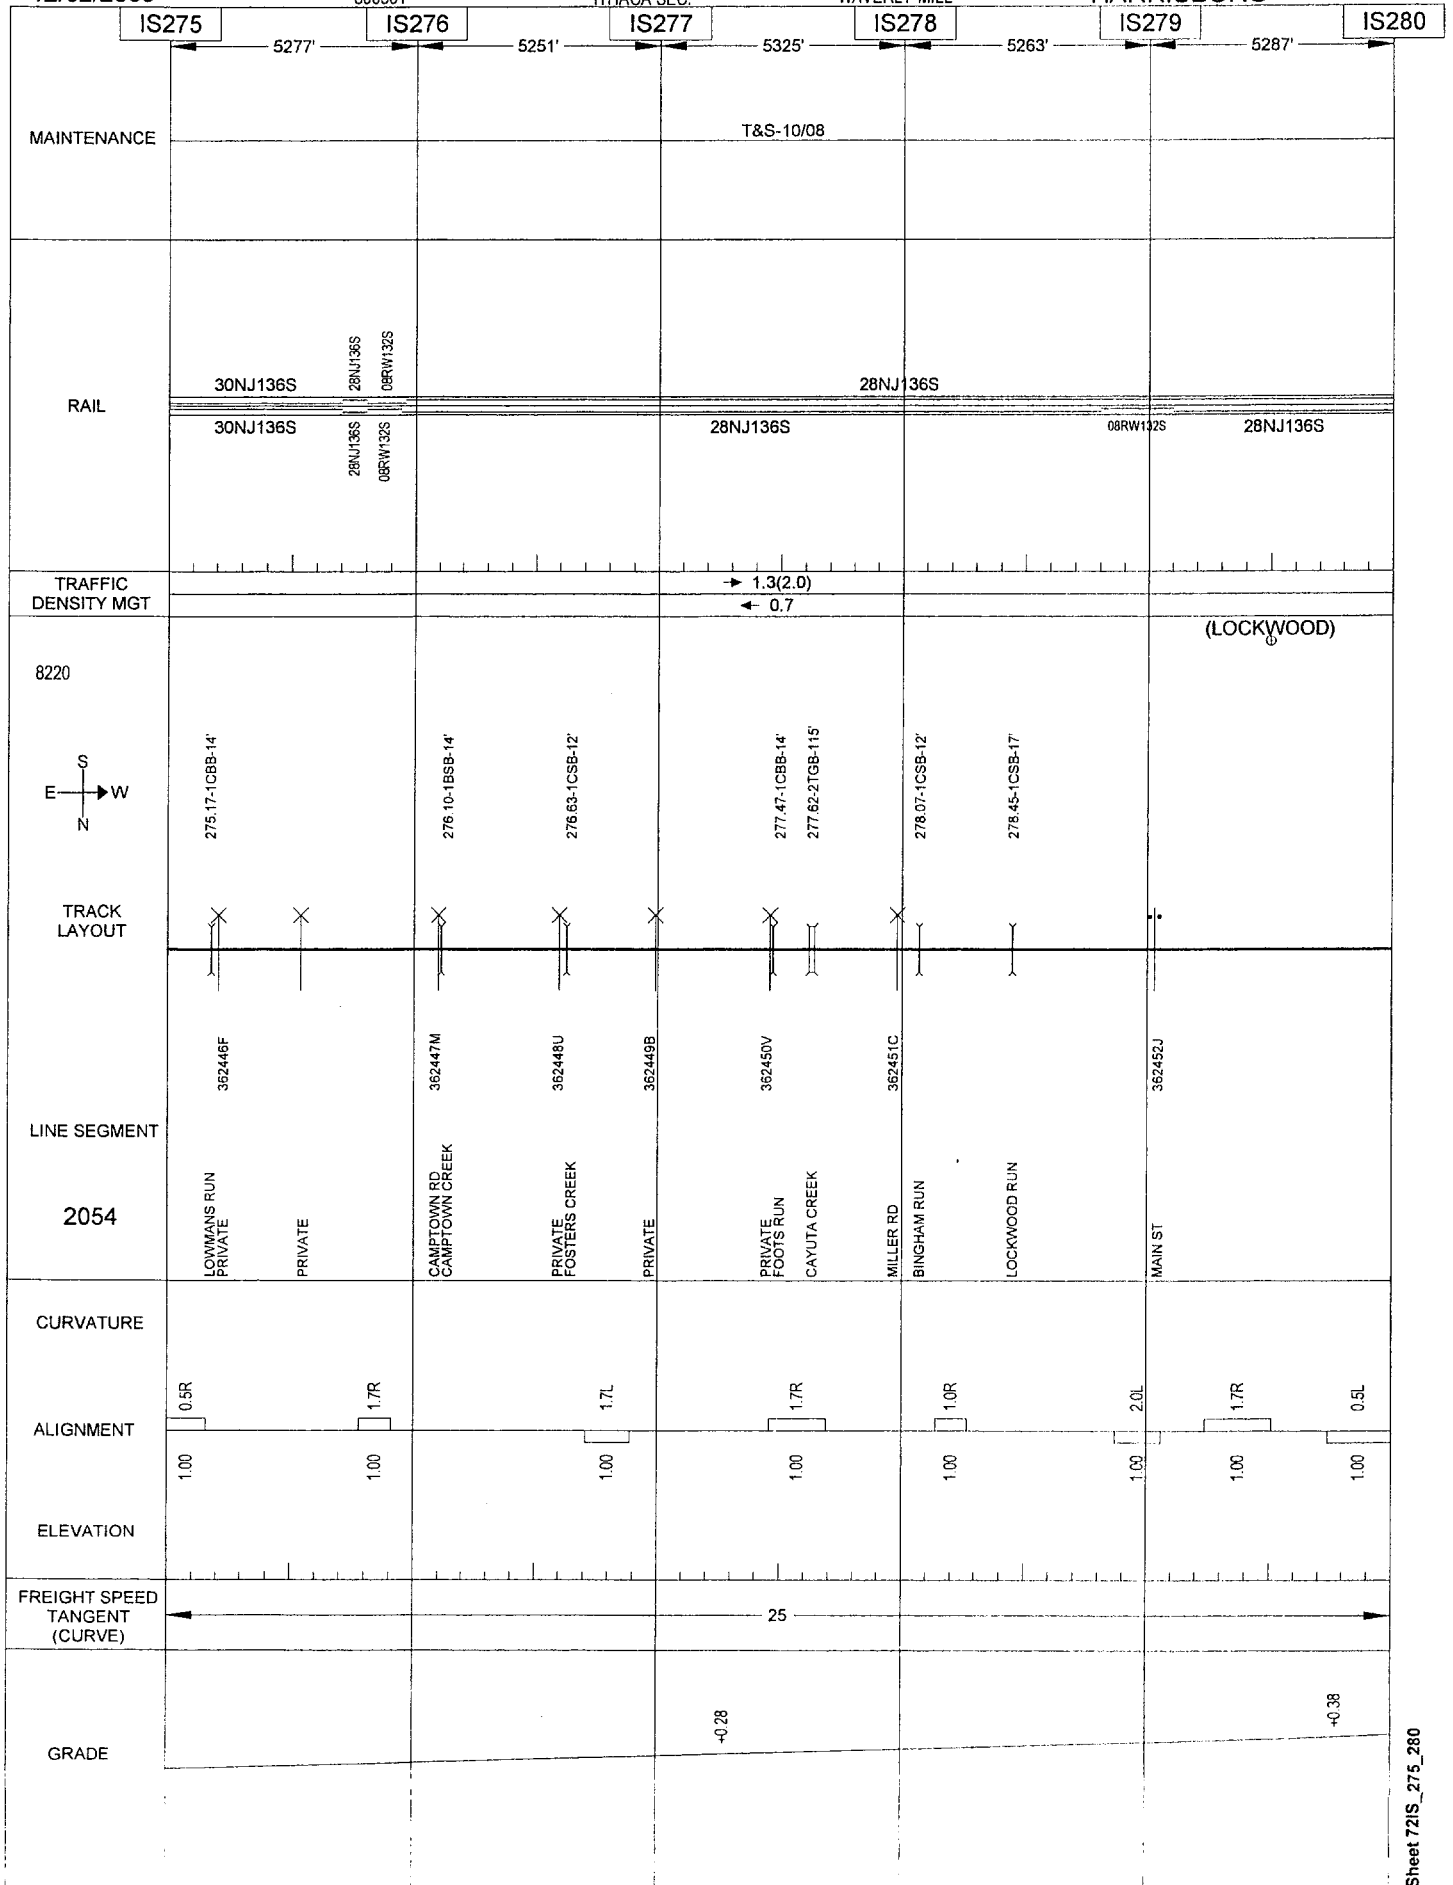 IS275 IS276 IS277 IS278 IS279 IS280
5277' 5251' 5325' 5263' 5287'
MAINTENANCE
T&S-10/08
28NJ136S
08RW132S
30NJ136S
28NJ136S
RAIL
30NJ136S
28NJ136S
08RW132S
28NJ136S
08RW132S
28NJ136S
TRAFFIC
DENSITY MGT
1.3(2.0)
0.7
(LOCKWOOD)
8220
S
E W
N
275.17-1CBB-14'
276.10-1BSB-14'
276.63-1CSB-12'
277.47-1CBB-14'
277.62-2TGB-115'
278.07-1CSB-12'
278.45-1CSB-17'
TRACK
LAYOUT
362446F
362447M
362448U
362449B
362450V
362451C
362452J
LINE SEGMENT
2054
LOWMANS RUN
PRIVATE
PRIVATE
CAMPTOWN RD
CAMPTOWN CREEK
PRIVATE
FOSTERS CREEK
PRIVATE
PRIVATE
FOOTS RUN
CAYUTA CREEK
MILLER RD
BINGHAM RUN
LOCKWOOD RUN
MAIN ST
CURVATURE
0.5R 1.7R 1.7L 1.7R 1.0R 2.0L 1.7R 0.5L
ALIGNMENT
1.00 1.00 1.00 1.00 1.00 1.00 1.00 1.00
ELEVATION
FREIGHT SPEED
TANGENT
(CURVE)
25
GRADE
+0.28
+0.38
Sheet 72IS_275_280